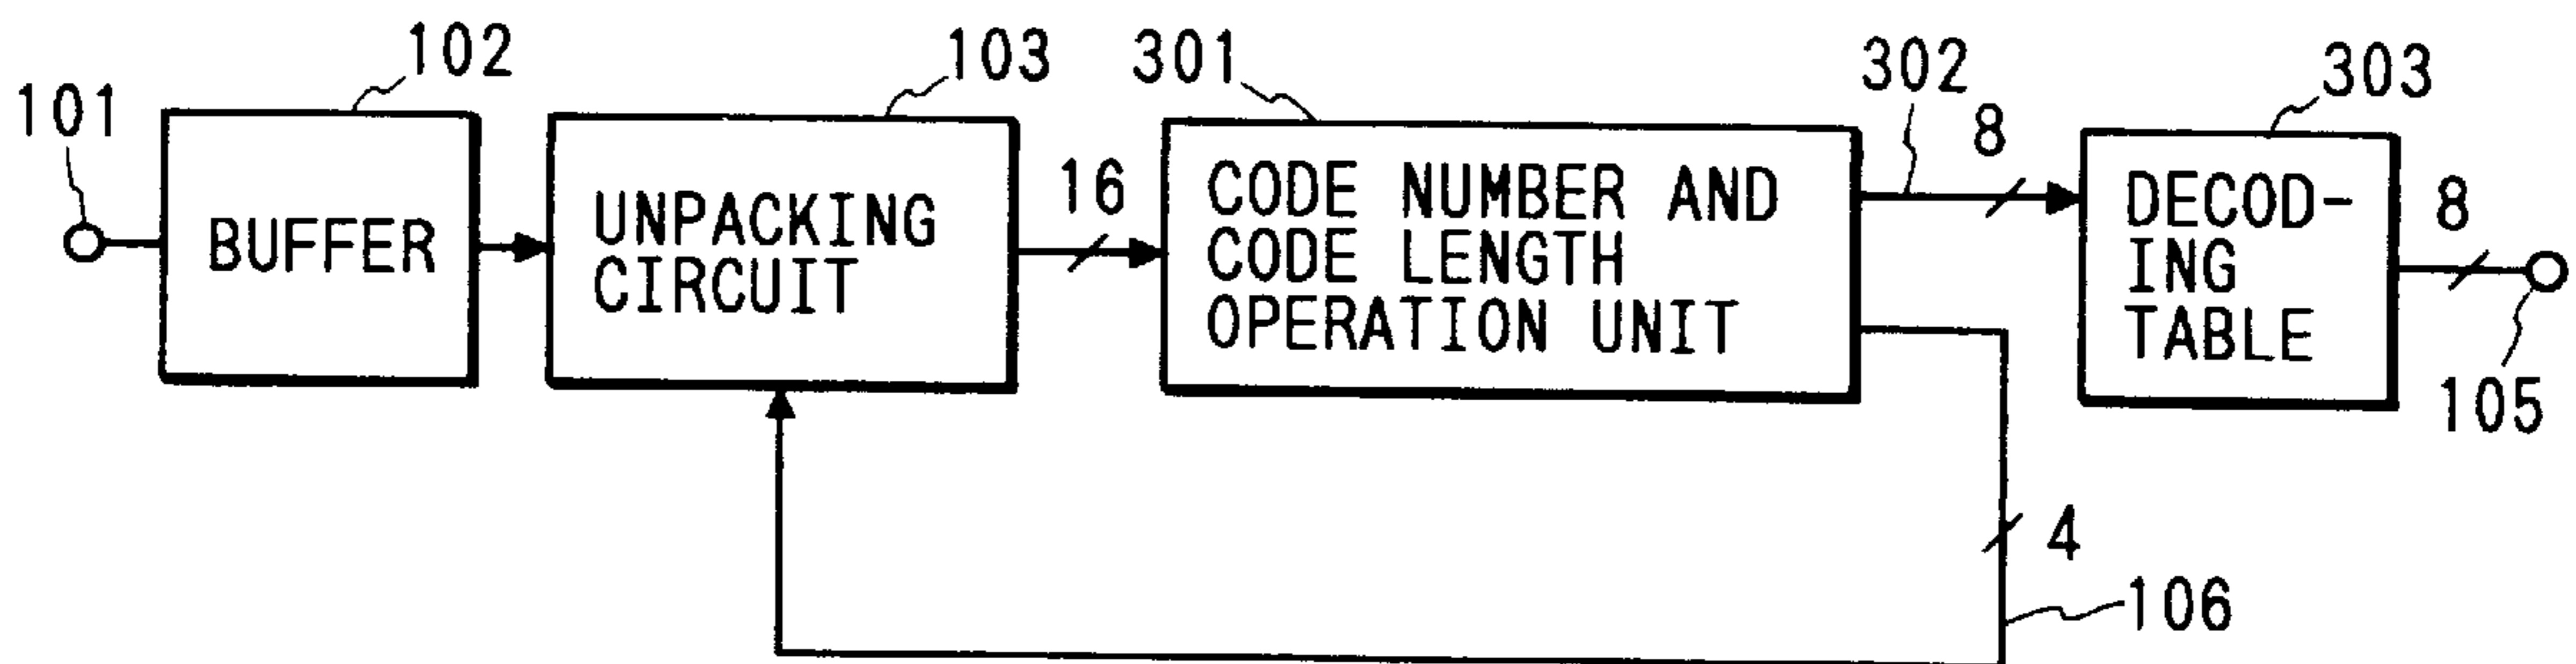 101
102
103
301
302
303
BUFFER
UNPACKING
CIRCUIT
16
CODE NUMBER AND
CODE LENGTH
OPERATION UNIT
8
DECOD-
ING
TABLE
8
105
4
106